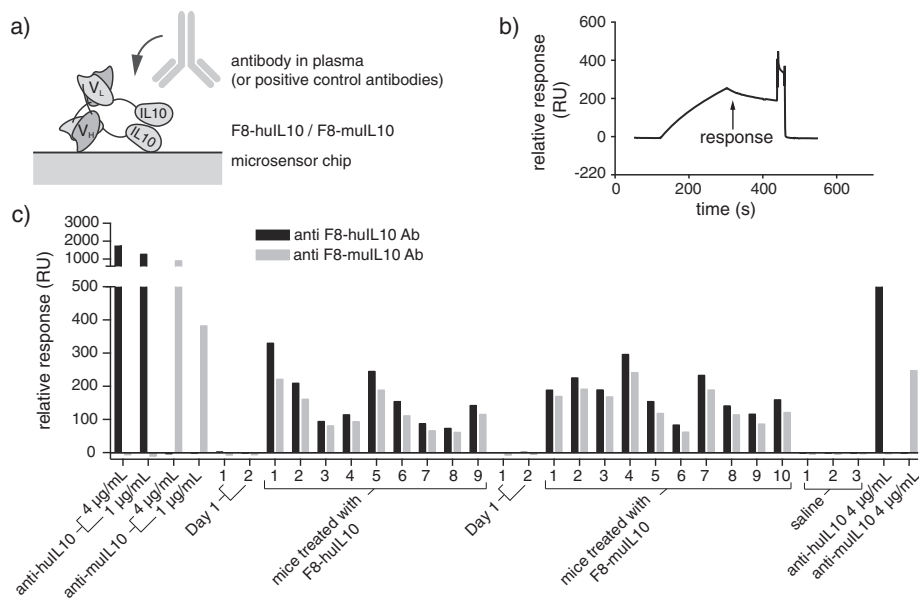 a)
antibody in plasma
(or positive control antibodies)
VL
VH
IL10
IL10
F8-huIL10 / F8-muIL10
microsensor chip
b)
relative response
(RU)
600
400
200
0
-220
response
0
200
400
600
time (s)
c)
relative response (RU)
3000
2000
1000
500
400
300
200
100
0
anti F8-huIL10 Ab
anti F8-muIL10 Ab
1 2 1 2 3 4 5 6 7 8 9 1 2 1 2 3 4 5 6 7 8 9 10 1 2 3
anti-huIL10
4 µg/mL
1 µg/mL
anti-muIL10
4 µg/mL
1 µg/mL
Day 1
mice treated with
F8-huIL10
Day 1
mice treated with
F8-muIL10
saline
anti-huIL10 4 µg/mL
anti-muIL10 4 µg/mL